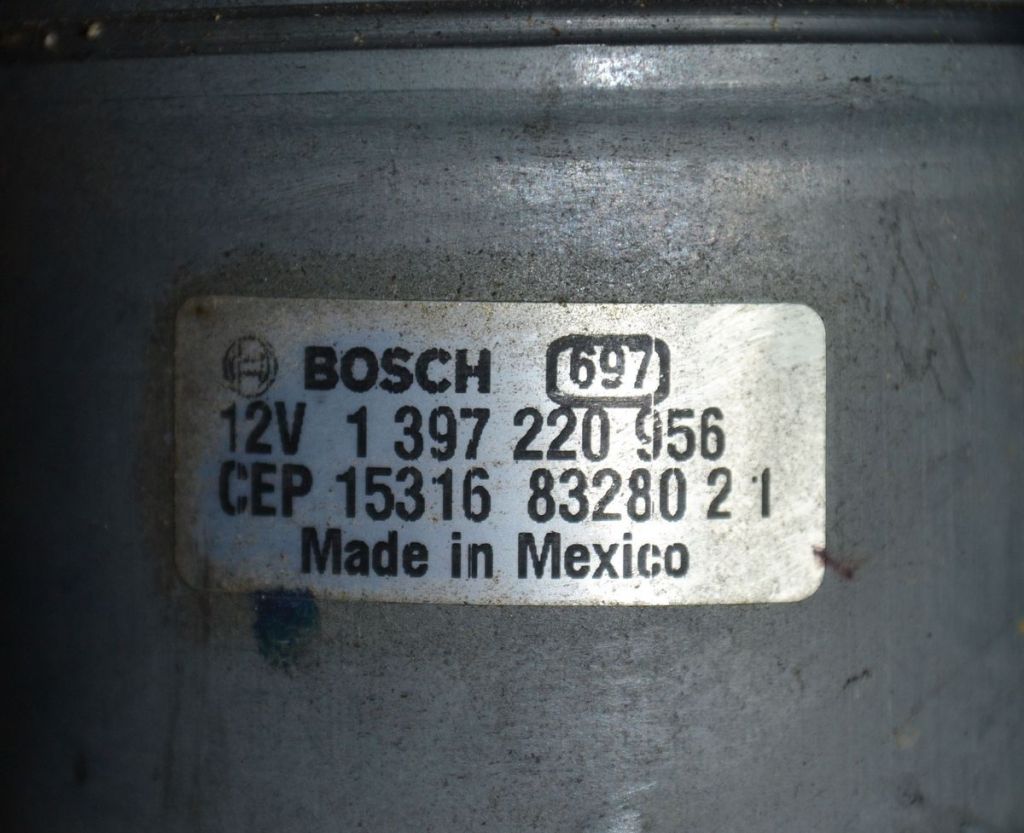 BOSCH 697
12V 1 397 220 956
CEP 15316 83280 2 1
Made in Mexico